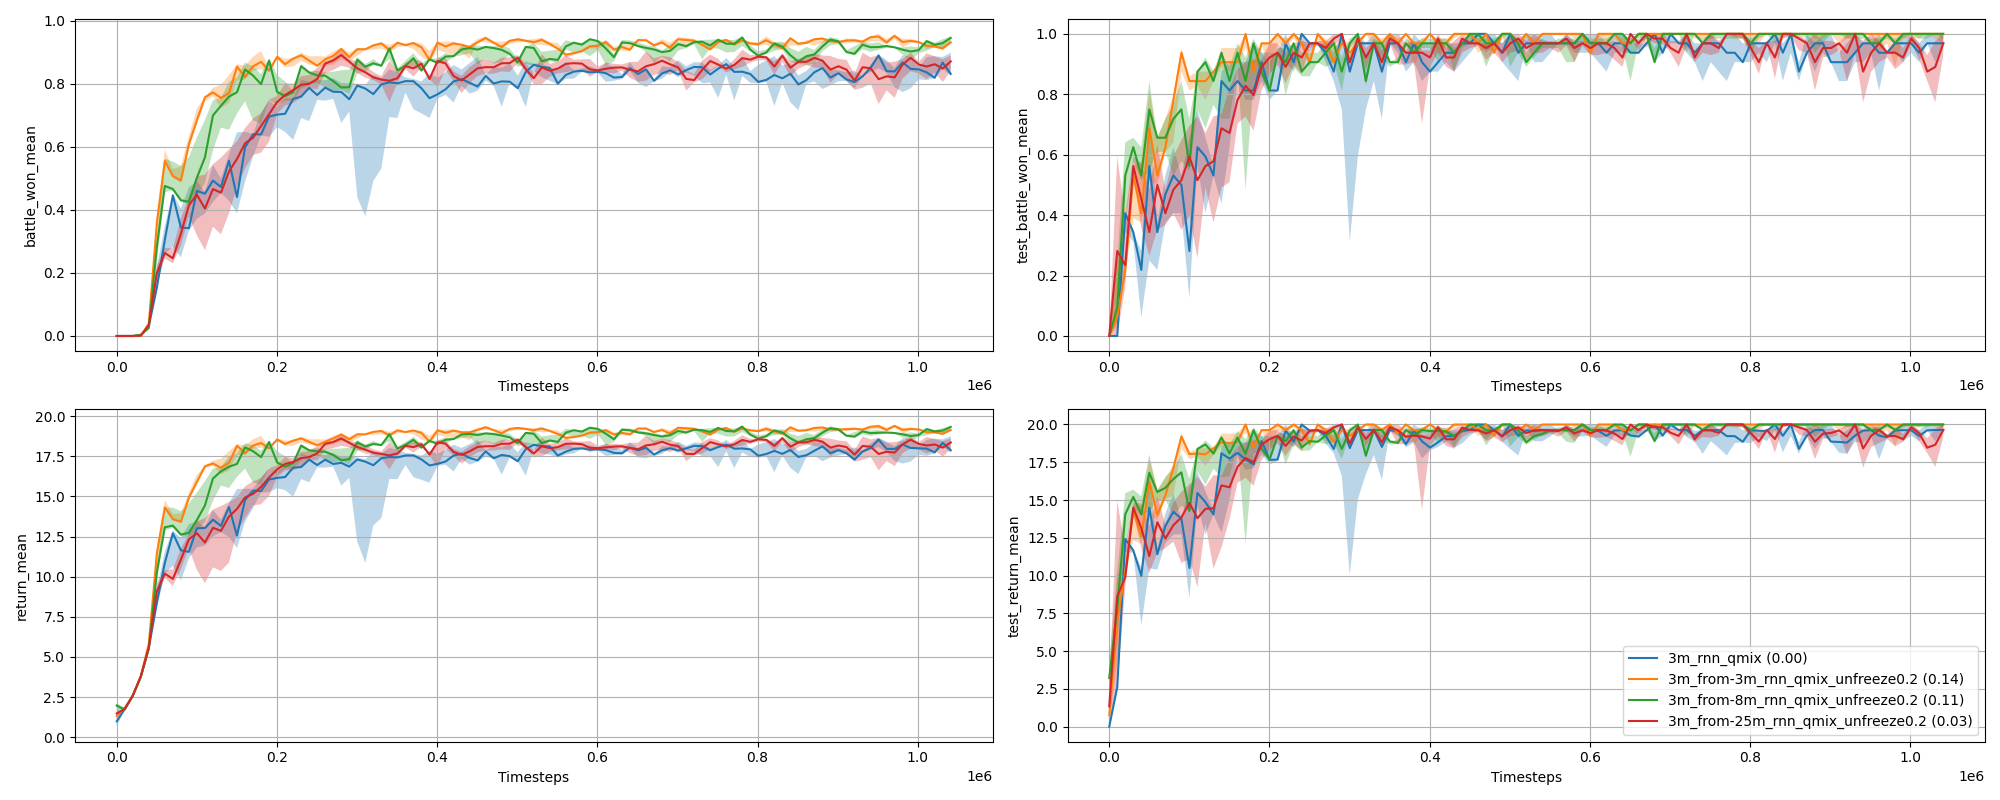 1.0
0.8
0.6
0.4
0.2
0.0
battle_won_mean
0.0 0.2 0.4 0.6 0.8 1.0
Timesteps
1e6
1.0
0.8
0.6
0.4
0.2
0.0
test_battle_won_mean
0.0 0.2 0.4 0.6 0.8 1.0
Timesteps
1e6
20.0
17.5
15.0
12.5
10.0
7.5
5.0
2.5
0.0
return_mean
0.0 0.2 0.4 0.6 0.8 1.0
Timesteps
1e6
20.0
17.5
15.0
12.5
10.0
7.5
5.0
2.5
0.0
test_return_mean
3m_rnn_qmix (0.00)
3m_from-3m_rnn_qmix_unfreeze0.2 (0.14)
3m_from-8m_rnn_qmix_unfreeze0.2 (0.11)
3m_from-25m_rnn_qmix_unfreeze0.2 (0.03)
0.0 0.2 0.4 0.6 0.8 1.0
Timesteps
1e6